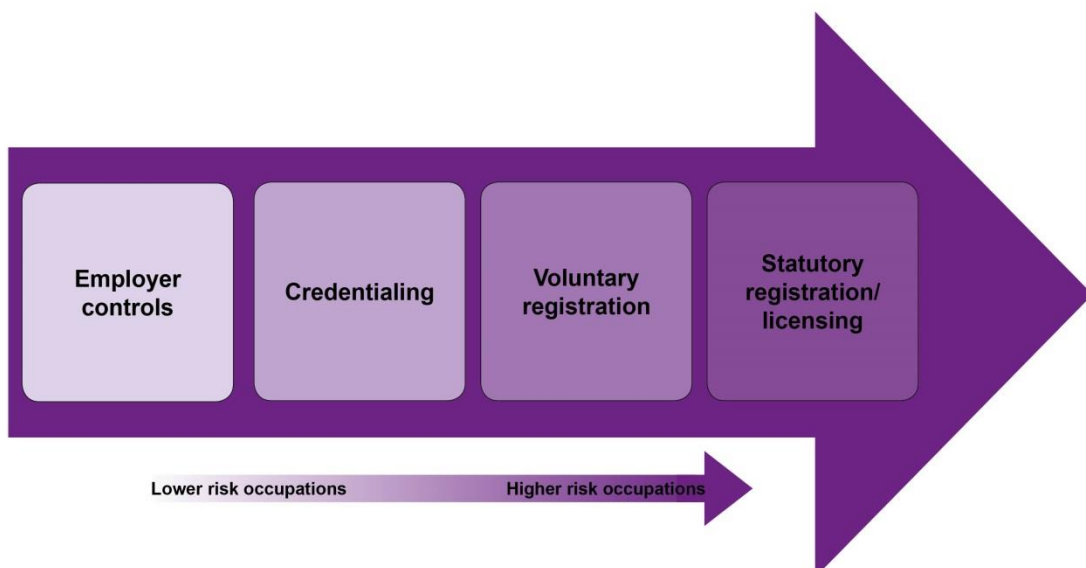 Employer
controls
Credentialing
Voluntary
registration
Statutory
registration/
licensing
Lower risk occupations
Higher risk occupations